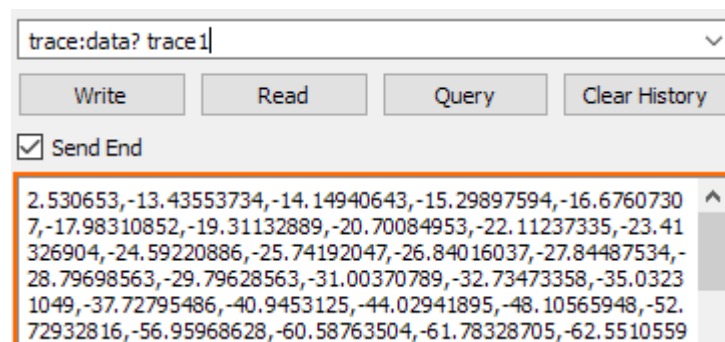 trace:data? trace1
Write Read Query Clear History
Send End
2.530653,-13.43553734,-14.14940643,-15.29897594,-16.6760730
7,-17.98310852,-19.31132889,-20.70084953,-22.11237335,-23.41
326904,-24.59220886,-25.74192047,-26.84016037,-27.84487534,-
28.79698563,-29.79628563,-31.00370789,-32.73473358,-35.0323
1049,-37.72795486,-40.9453125,-44.02941895,-48.10565948,-52.
72932816,-56.95968628,-60.58763504,-61.78328705,-62.5510559